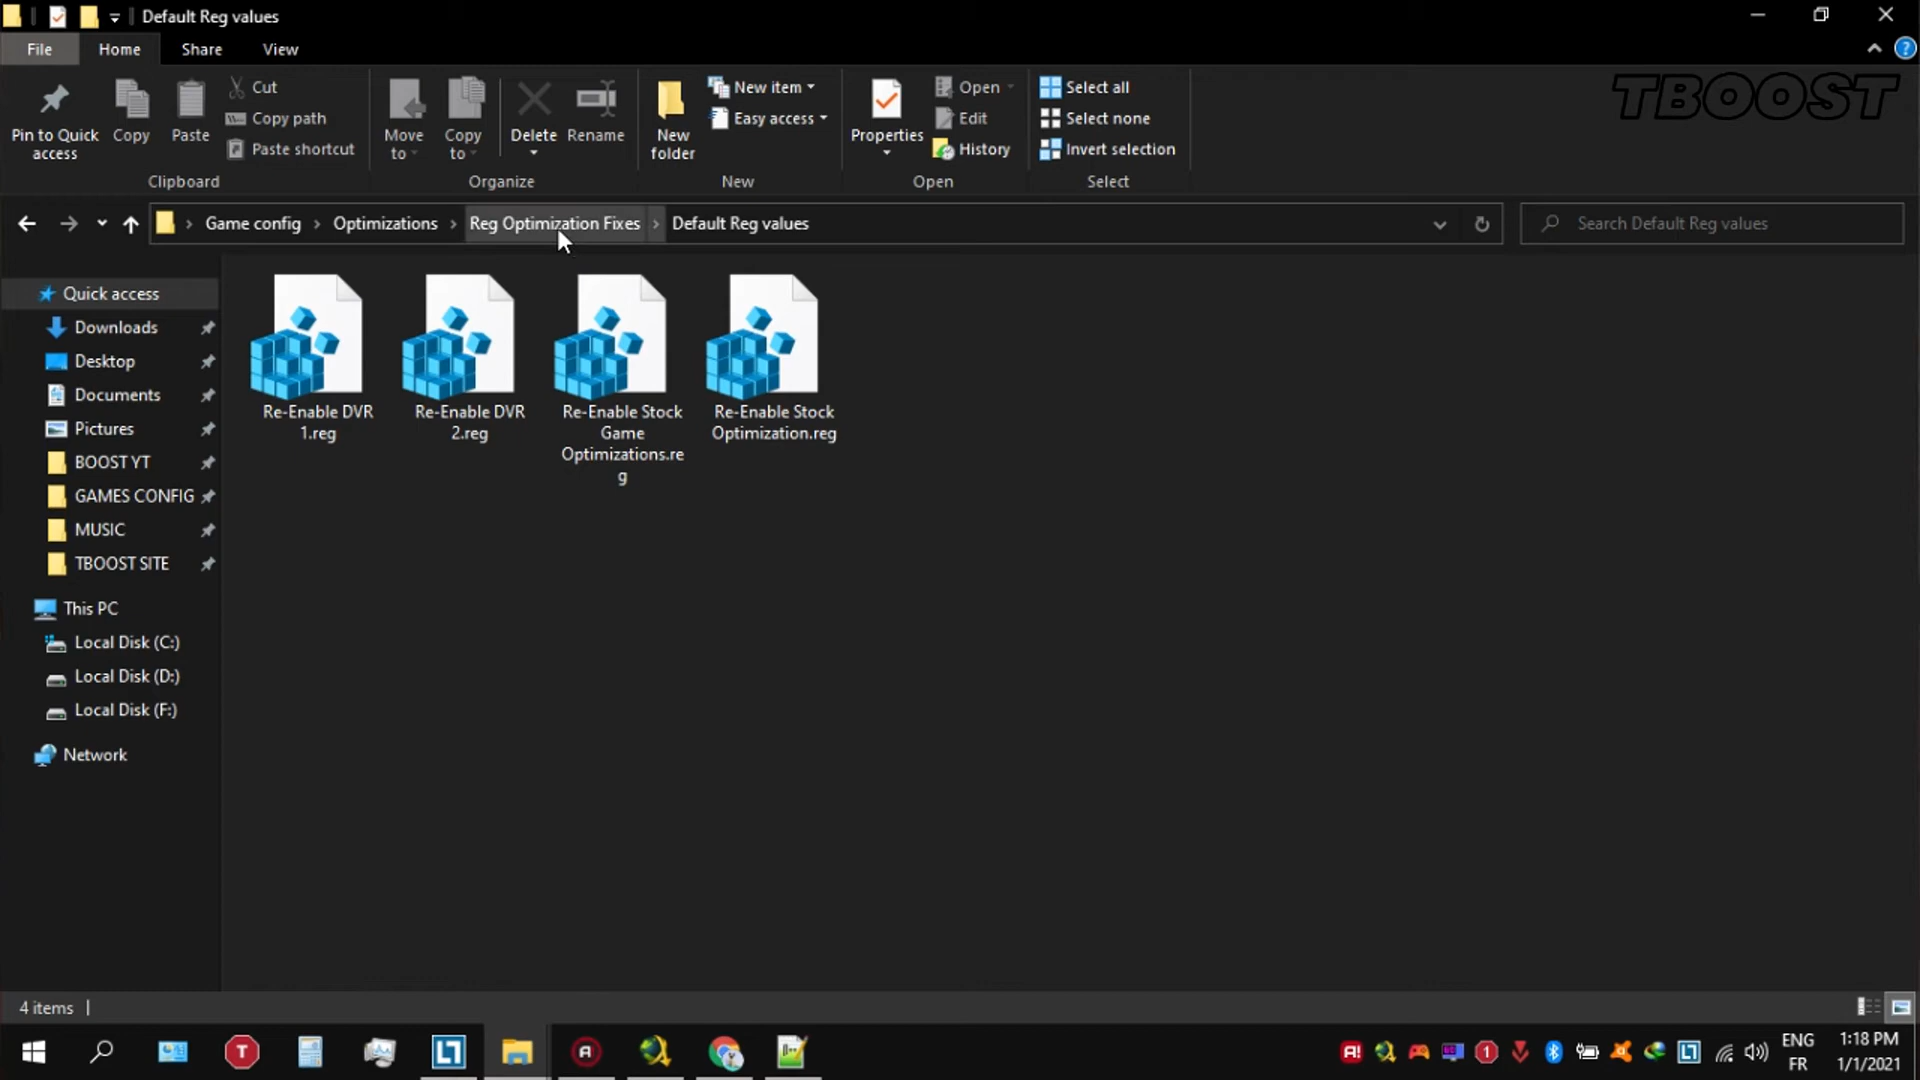 Default Reg values
File Home Share View
TBOOST
Pin to Quick access
Copy
Paste
Cut
Copy path
Paste shortcut
Clipboard
Move to
Copy to
Delete
Rename
Organize
New folder
New item
Easy access
New
Properties
Open
Edit
History
Open
Select all
Select none
Invert selection
Select
Game config > Optimizations > Reg Optimization Fixes > Default Reg values
Search Default Reg values
Quick access
Downloads
Desktop
Documents
Pictures
BOOST YT
GAMES CONFIG
MUSIC
TBOOST SITE
This PC
Local Disk (C:)
Local Disk (D:)
Local Disk (F:)
Network
Re-Enable DVR
1.reg
Re-Enable DVR
2.reg
Re-Enable Stock
Game
Optimizations.re
g
Re-Enable Stock
Optimization.reg
4 items
ENG
FR
1:18 PM
1/1/2021